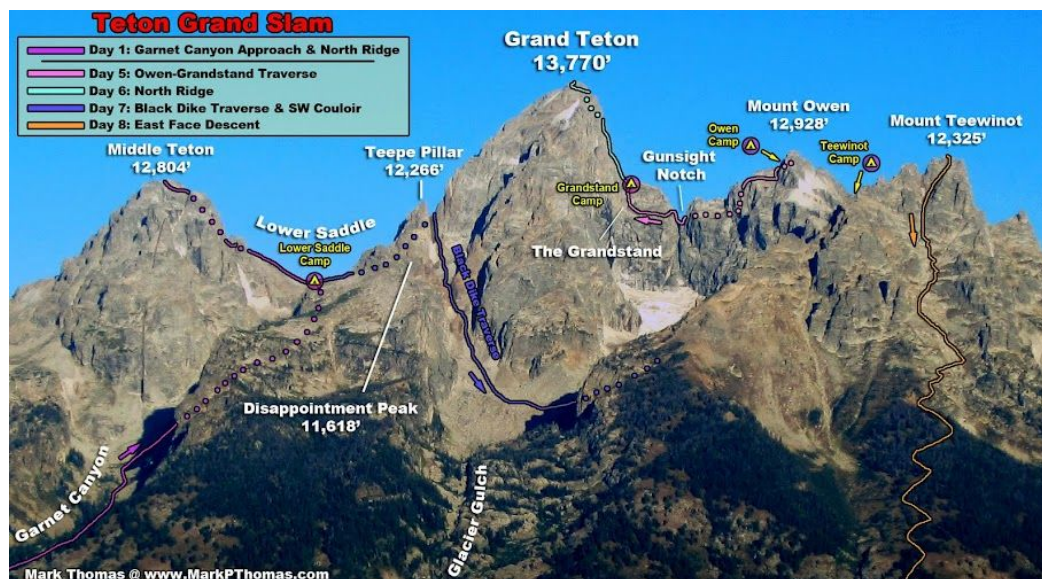 Teton Grand Slam
Day 1: Garnet Canyon Approach & North Ridge
Day 5: Owen-Grandstand Traverse
Day 6: North Ridge
Day 7: Black Dike Traverse & SW Couloir
Day 8: East Face Descent
Grand Teton
13,770’
Mount Owen
12,928’
Mount Teewinot
12,325’
Middle Teton
12,804’
Teepe Pillar
12,266’
Owen
Camp
Teewinot
Camp
Gunsight
Notch
Grandstand
Camp
Lower Saddle
Lower Saddle
Camp
The Grandstand
Black Dike Traverse
Disappointment Peak
11,618’
Garnet Canyon
Glacier Gulch
Mark Thomas @ www.MarkPThomas.com